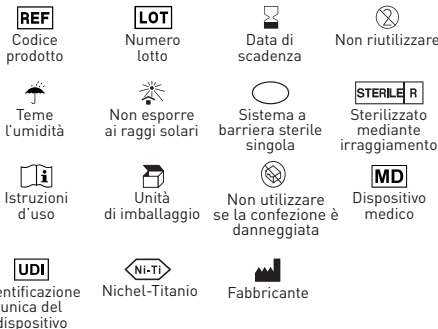 REF
Codice
prodotto
LOT
Numero
lotto
Data di
scadenza
2
Non riutilizzare
Teme
l'umidità
Non esporre
ai raggi solari
Sistema a
barriera sterile
singola
STERILE R
Sterilizzato
mediante
irraggiamento
i
Istruzioni
d'uso
Unità
di imballaggio
Non utilizzare
se la confezione è
danneggiata
MD
Dispositivo
medico
UDI
entificazione
unica del
dispositivo
Ni-Ti
Nichel-Titanio
Fabbricante